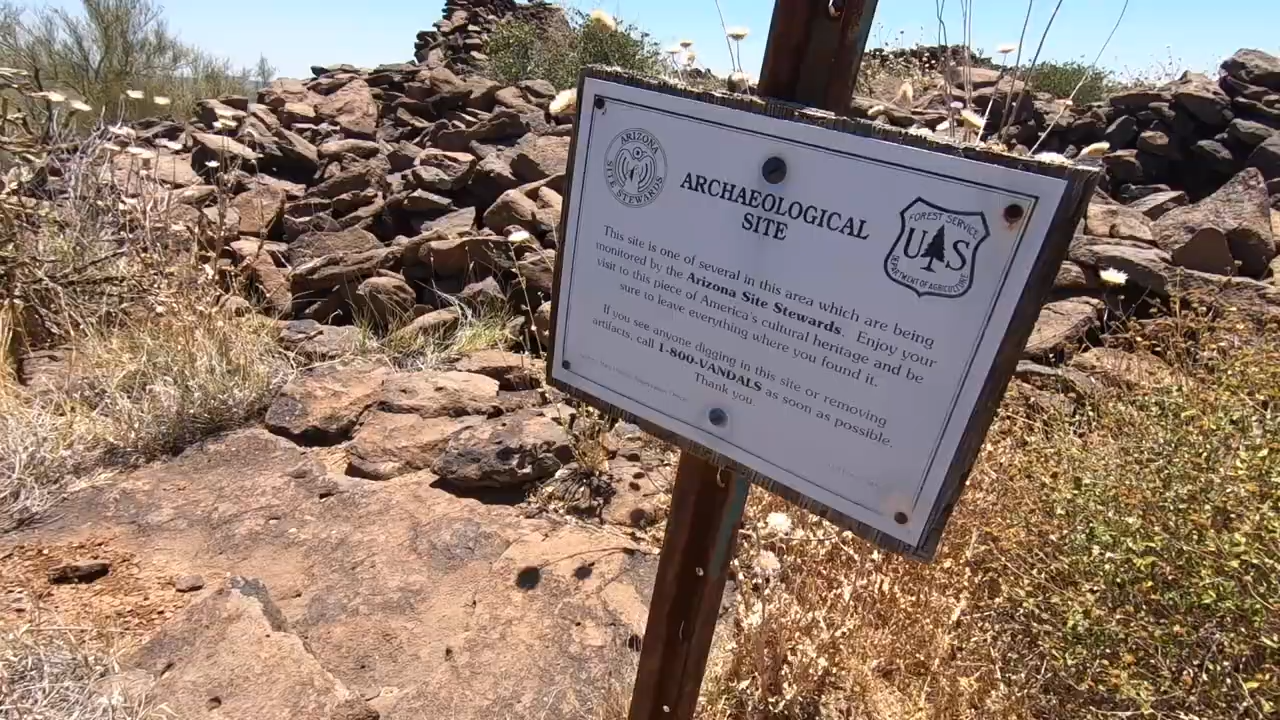 ARIZONA
SITE STEWARDS
ARCHAEOLOGICAL
SITE
FOREST SERVICE
U S
DEPARTMENT OF AGRICULTURE
This site is one of several in this area which are being
monitored by the Arizona Site Stewards. Enjoy your
visit to this piece of America's cultural heritage and be
sure to leave everything where you found it.
If you see anyone digging in this site or removing
artifacts, call 1-800-VANDALS as soon as possible.
Thank you.